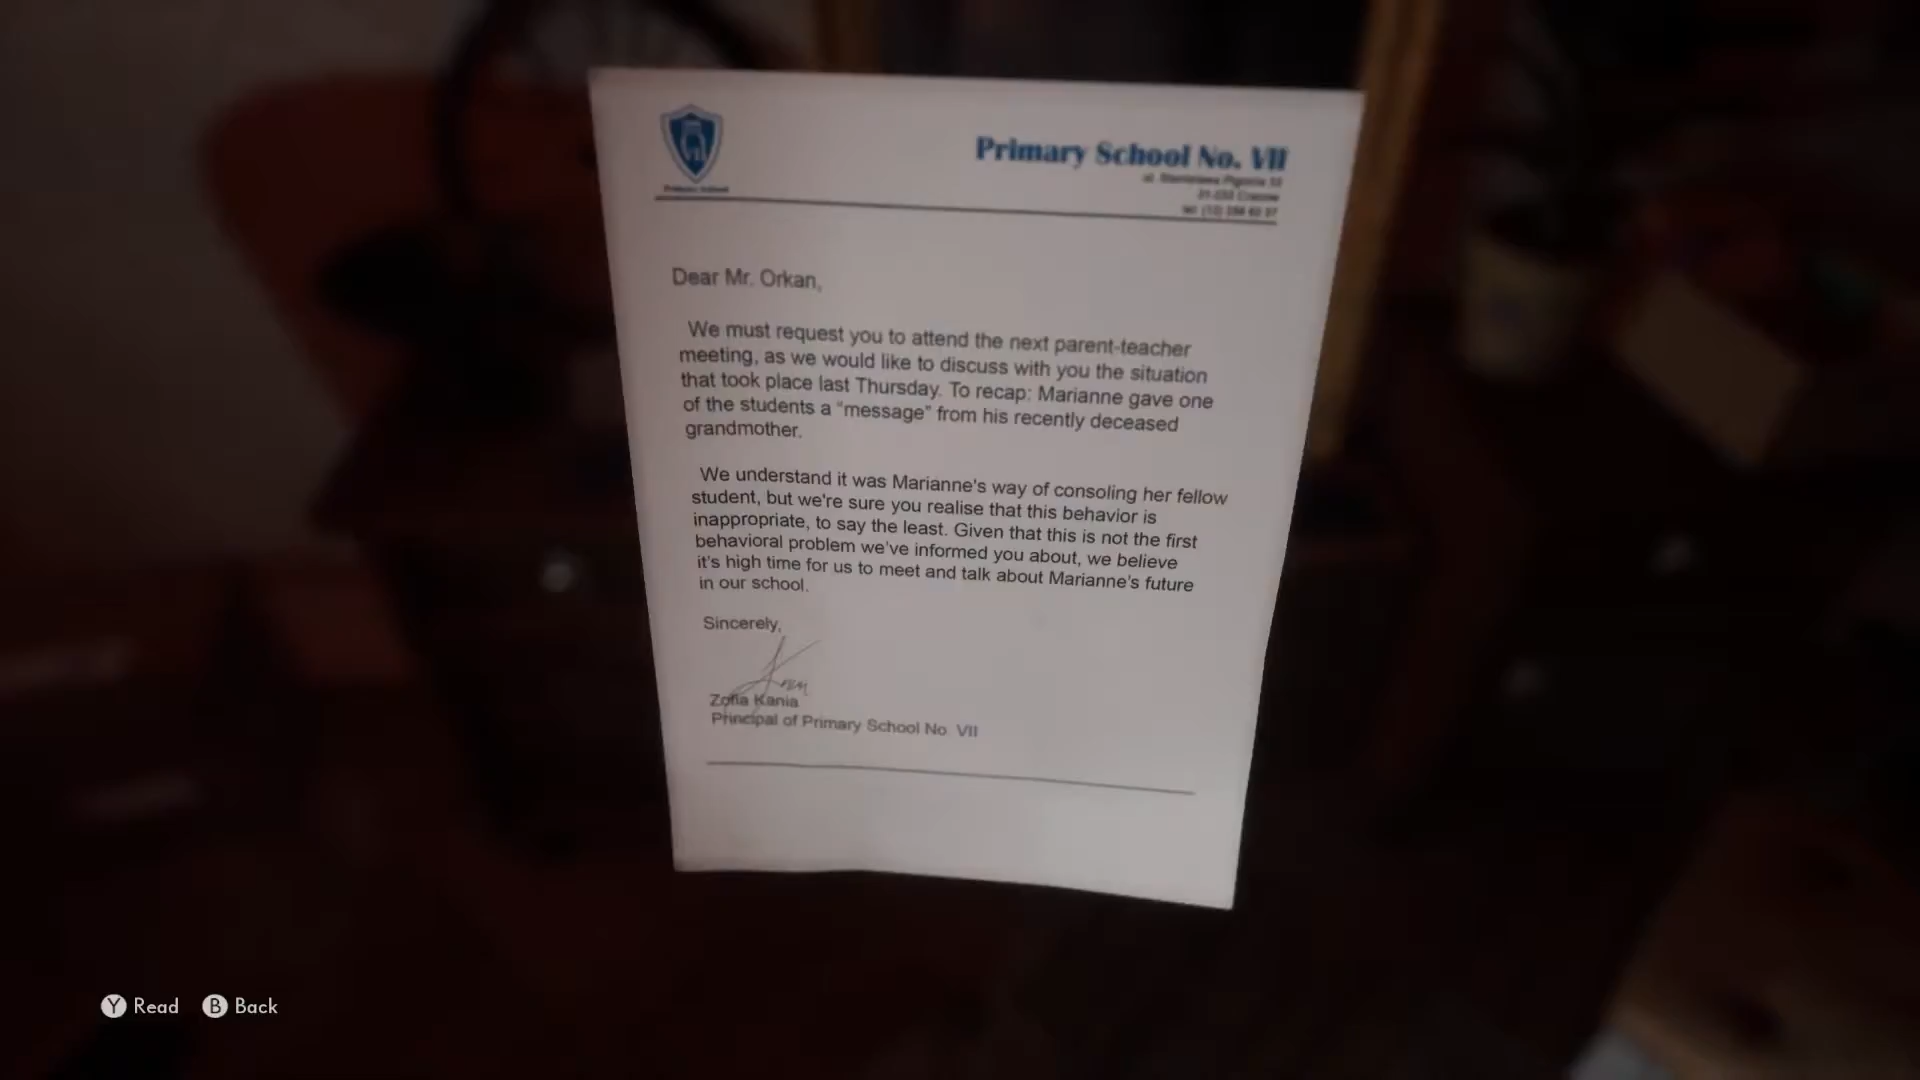 Primary School No. VII
Primary School
Dear Mr. Orkan,
We must request you to attend the next parent-teacher
meeting, as we would like to discuss with you the situation
that took place last Thursday. To recap: Marianne gave one
of the students a “message” from his recently deceased
grandmother.
We understand it was Marianne's way of consoling her fellow
student, but we're sure you realise that this behavior is
inappropriate, to say the least. Given that this is not the first
behavioral problem we've informed you about, we believe
it's high time for us to meet and talk about Marianne's future
in our school.
Sincerely,
Zofia Kania
Principal of Primary School No. VII
Y Read B Back